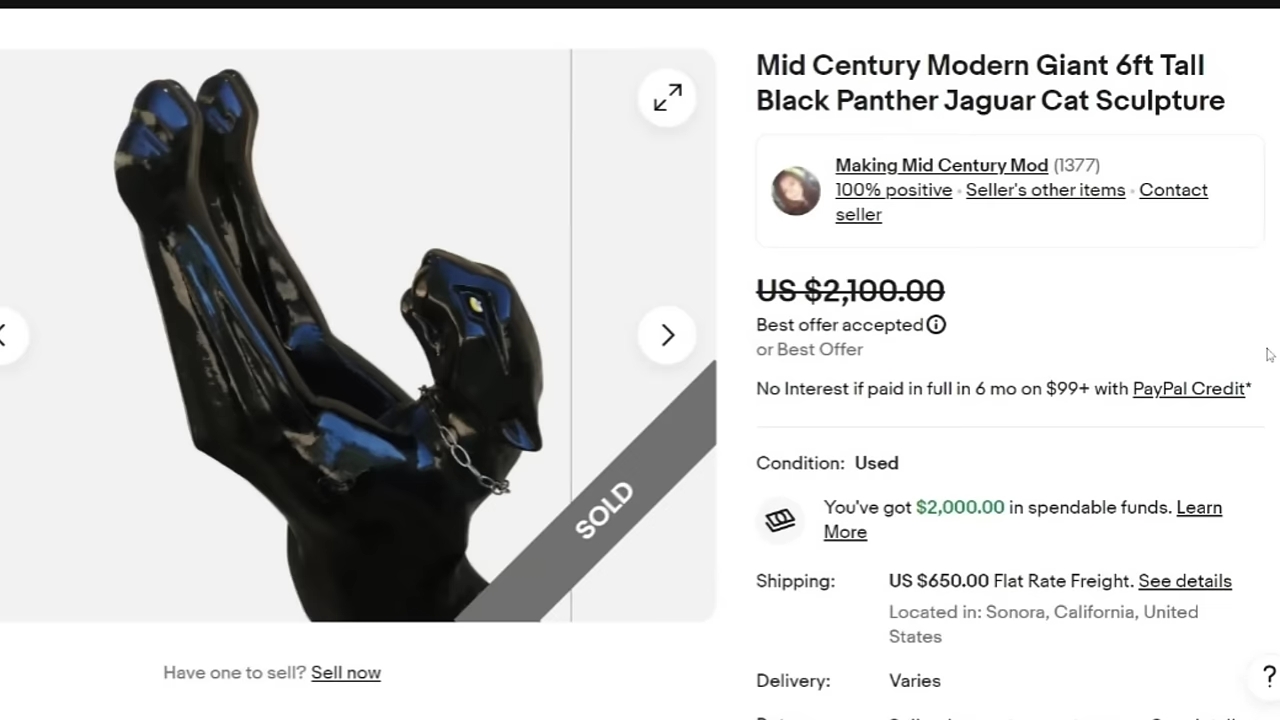 Mid Century Modern Giant 6ft Tall
Black Panther Jaguar Cat Sculpture
Making Mid Century Mod (1377)
100% positive · Seller's other items · Contact
seller
US $2,100.00
Best offer accepted
or Best Offer
No Interest if paid in full in 6 mo on $99+ with PayPal Credit*
Condition: Used
You've got $2,000.00 in spendable funds. Learn
More
Shipping: US $650.00 Flat Rate Freight. See details
Located in: Sonora, California, United
States
Delivery: Varies
SOLD
Have one to sell? Sell now
?